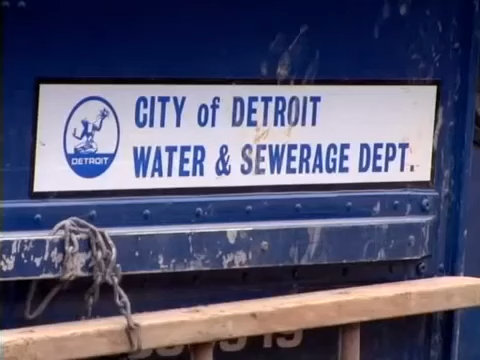 CITY of DETROIT
WATER & SEWERAGE DEPT.
DETROIT